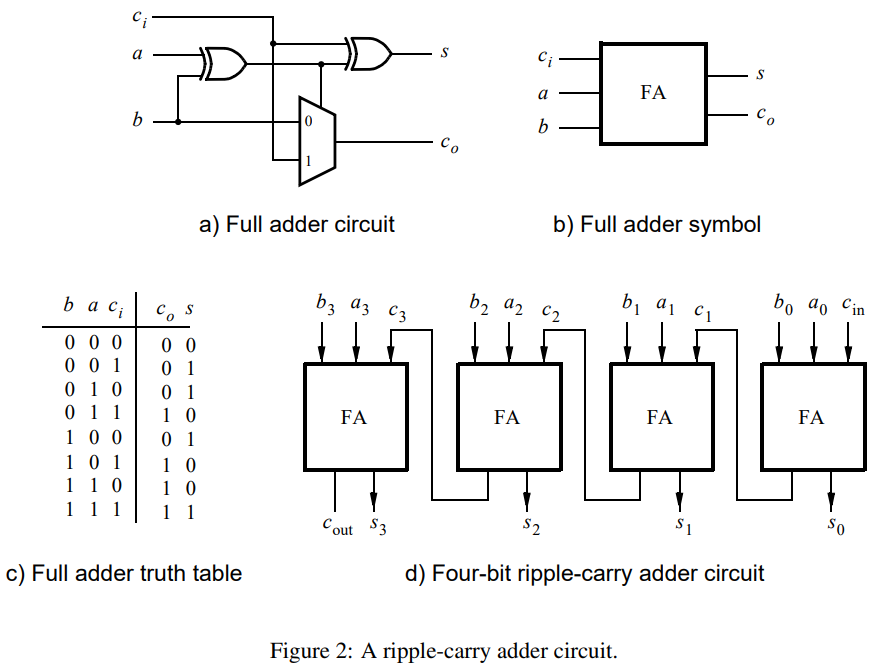 c_i
a
b
0
1
s
c_o
a) Full adder circuit
c_i
a
b
FA
s
c_o
b) Full adder symbol
b a c_i c_o s
0 0 0 0 0
0 0 1 0 1
0 1 0 0 1
0 1 1 1 0
1 0 0 0 1
1 0 1 1 0
1 1 0 1 0
1 1 1 1 1
c) Full adder truth table
b_3 a_3 c_3 b_2 a_2 c_2 b_1 a_1 c_1 b_0 a_0 c_in
FA FA FA FA
c_out s_3 s_2 s_1 s_0
d) Four-bit ripple-carry adder circuit
Figure 2: A ripple-carry adder circuit.